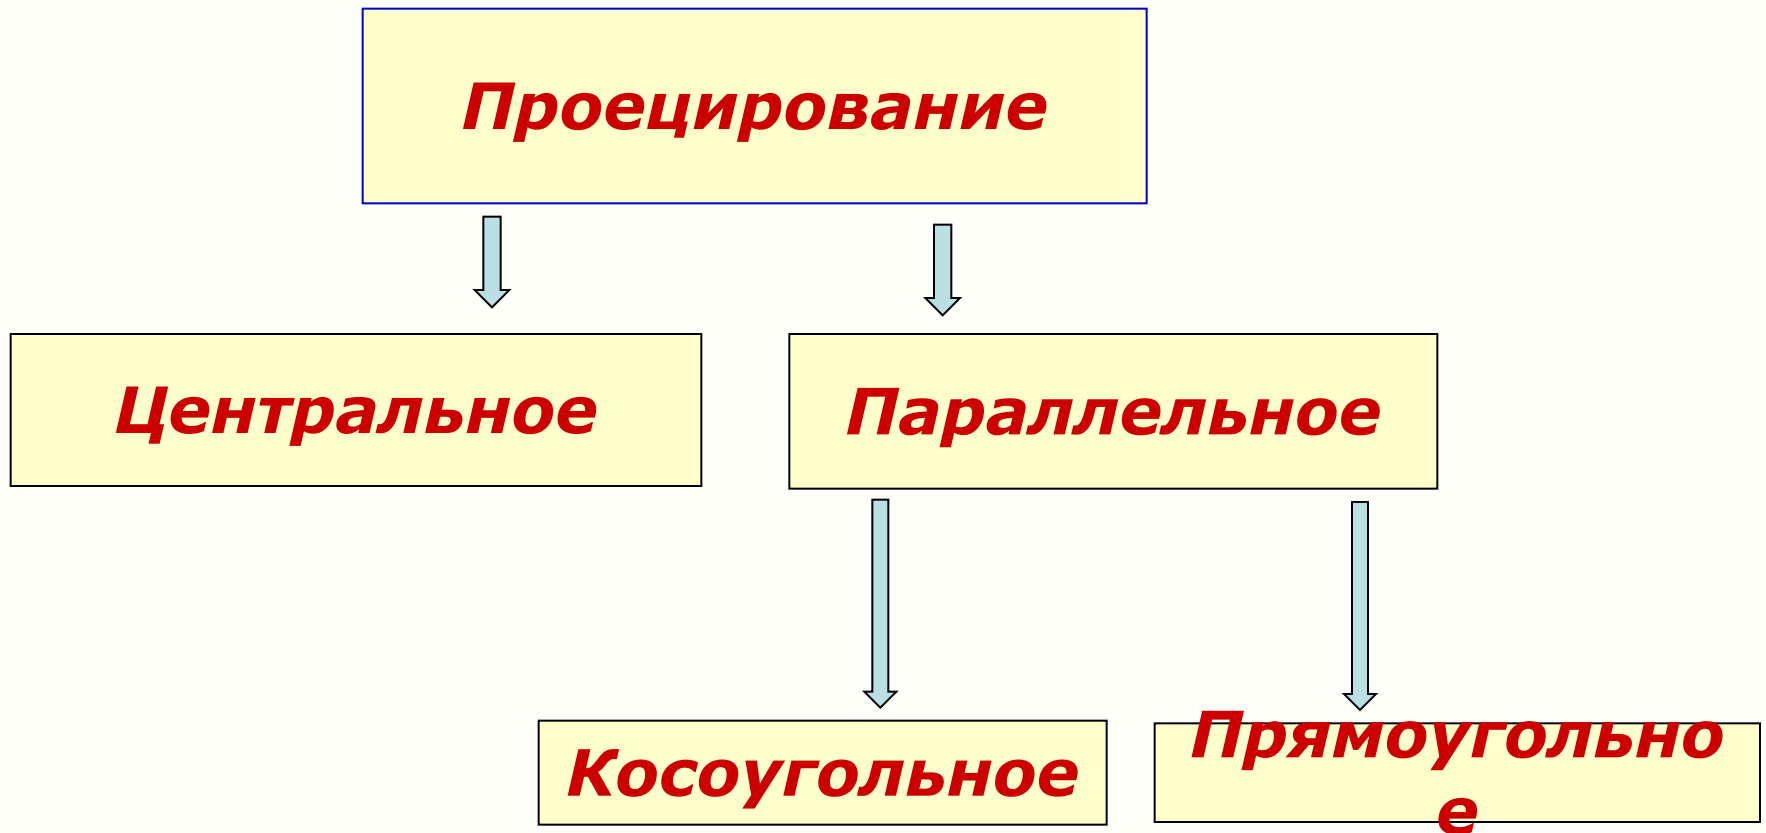 Проецирование
Центральное
Параллельное
Косоугольное
Прямоугольно
е